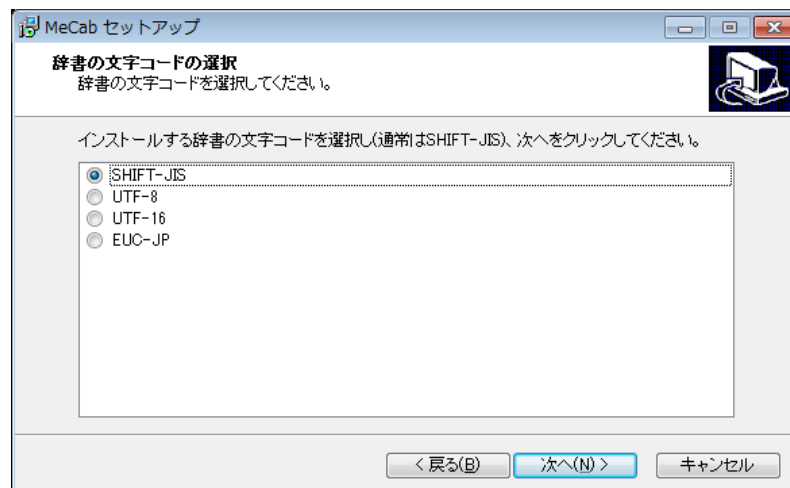 MeCab セットアップ
辞書の文字コードの選択
辞書の文字コードを選択してください。
インストールする辞書の文字コードを選択し(通常はSHIFT-JIS)、次へをクリックしてください。
SHIFT-JIS
UTF-8
UTF-16
EUC-JP
< 戻る(B) 次へ(N) > キャンセル